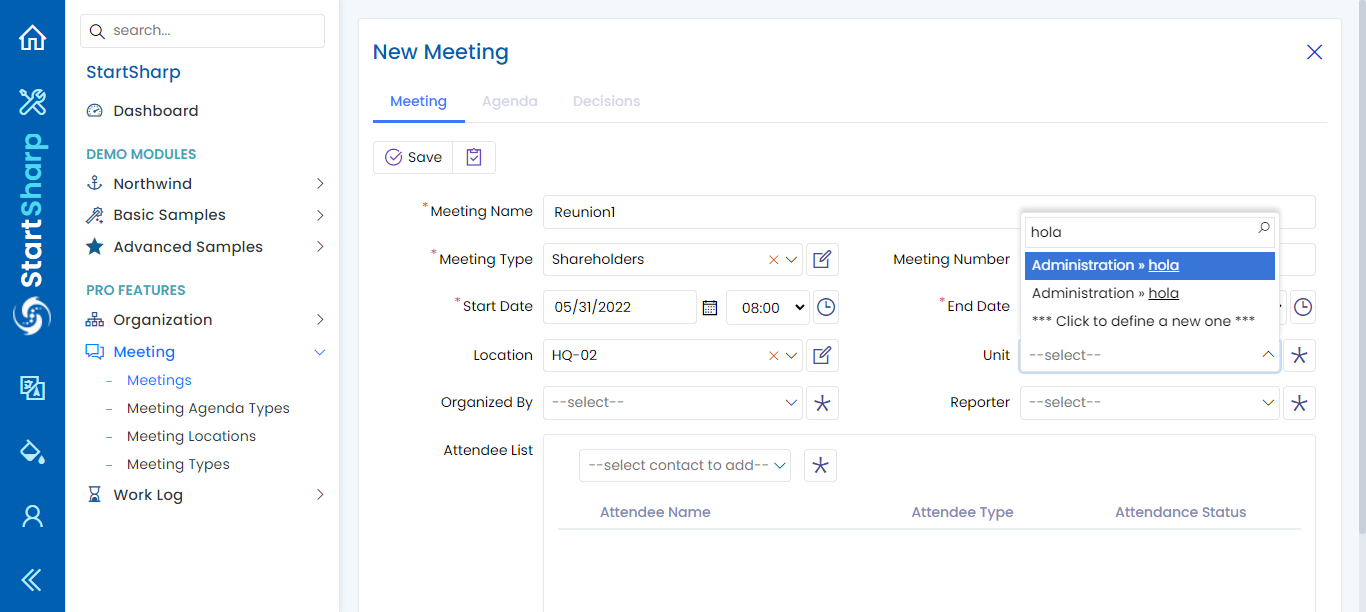 search...
StartSharp
Dashboard
DEMO MODULES
Northwind
Basic Samples
Advanced Samples
PRO FEATURES
Organization
Meeting
Meetings
Meeting Agenda Types
Meeting Locations
Meeting Types
Work Log
StartSharp
New Meeting
Meeting Agenda Decisions
Save
*Meeting Name Reunion1
*Meeting Type Shareholders
Meeting Number
*Start Date 05/31/2022 08:00
*End Date
Location HQ-02
Unit --select--
hola
Administration » hola
Administration » hola
*** Click to define a new one ***
Organized By --select--
Reporter --select--
Attendee List
--select contact to add--
Attendee Name Attendee Type Attendance Status